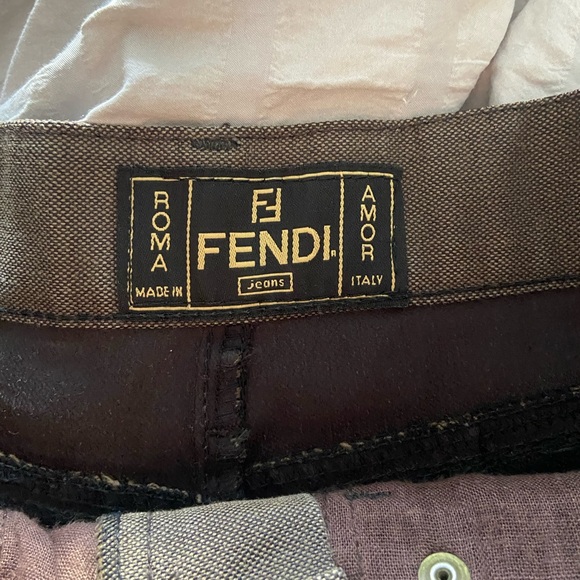 ROMA
MADE IN
FF
FENDI®
Jeans
AMOR
ITALY